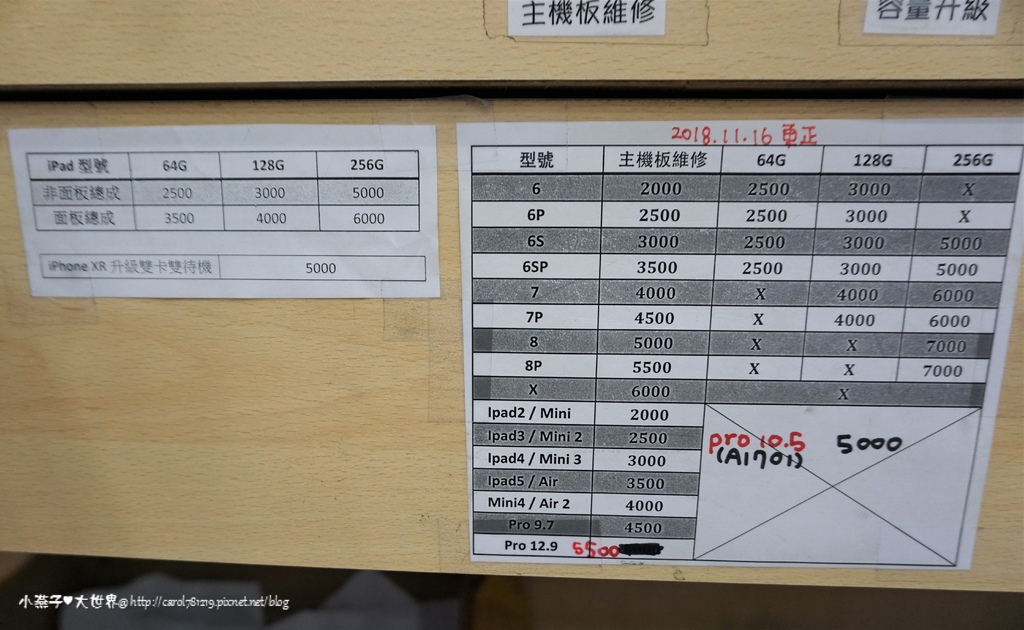 主機板維修
容量升級
iPad 型號 64G 128G 256G
非面板總成 2500 3000 5000
面板總成 3500 4000 6000
iPhone XR 升級雙卡雙待機 5000
2018.11.16 更正
型號 主機板維修 64G 128G 256G
6 2000 2500 3000 X
6P 2500 2500 3000 X
6S 3000 2500 3000 5000
6SP 3500 2500 3000 5000
7 4000 X 4000 6000
7P 4500 X 4000 6000
8 5000 X X 7000
8P 5500 X X 7000
X 6000 X
Ipad2 / Mini 2000
Ipad3 / Mini 2 2500
Ipad4 / Mini 3 3000
Ipad5 / Air 3500
Mini4 / Air 2 4000
Pro 9.7 4500
Pro 12.9 5500
pro 10.5 5000
(A1701)
小燕子♥大世界@http://carol781219.pixnet.net/blog